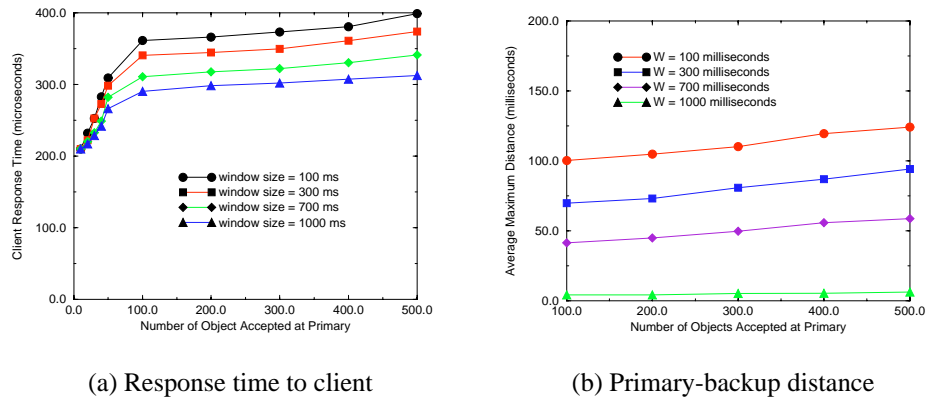 400.0
300.0
200.0
100.0
0.0
Client Response Time (microseconds)
window size = 100 ms
window size = 300 ms
window size = 700 ms
window size = 1000 ms
0.0 100.0 200.0 300.0 400.0 500.0
Number of Object Accepted at Primary
(a) Response time to client
200.0
150.0
100.0
50.0
0.0
Average Maximum Distance (milliseconds)
W = 100 milliseconds
W = 300 milliseconds
W = 700 milliseconds
W = 1000 milliseconds
100.0 200.0 300.0 400.0 500.0
Number of Objects Accepted at Primary
(b) Primary-backup distance